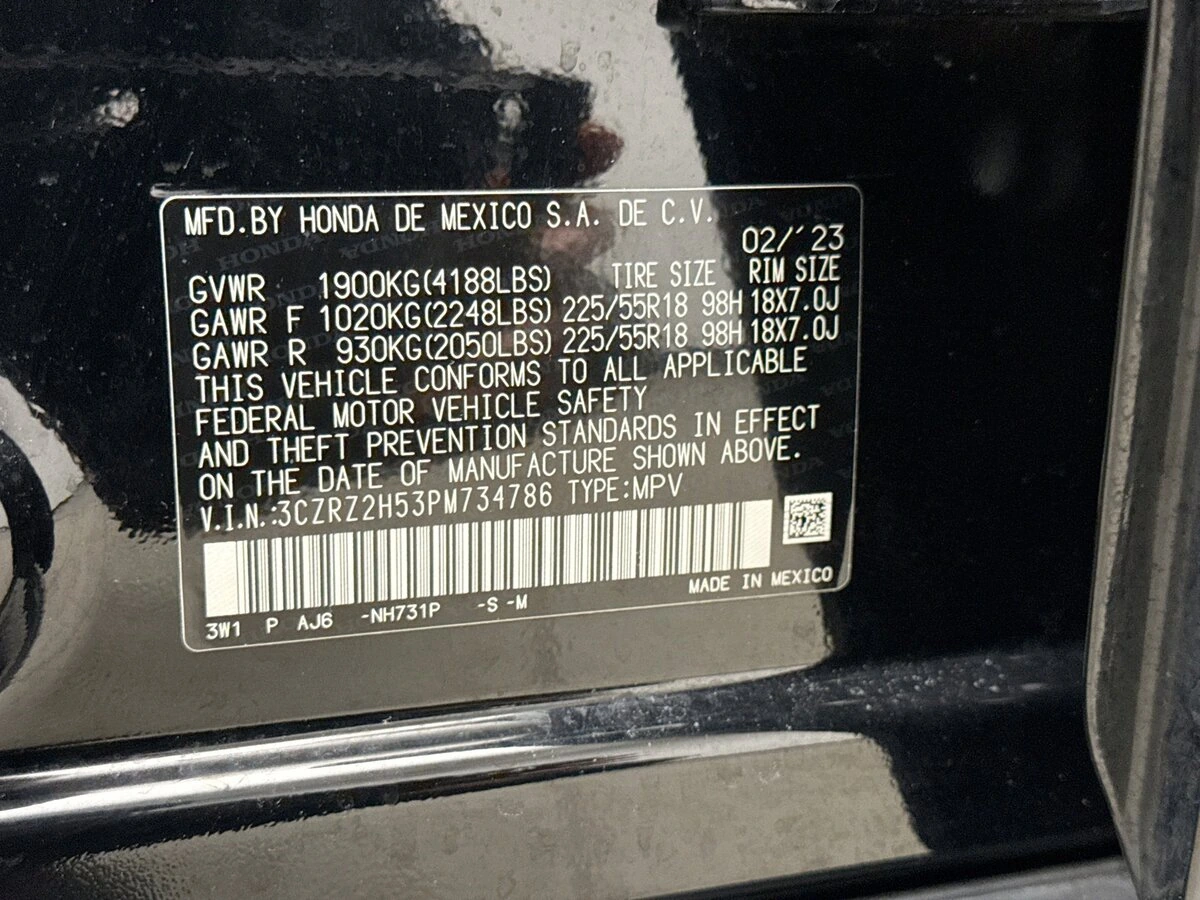 MFD.BY HONDA DE MEXICO S.A. DE C.V.
02/'23
GVWR 1900KG(4188LBS) TIRE SIZE RIM SIZE
GAWR F 1020KG(2248LBS) 225/55R18 98H 18X7.0J
GAWR R 930KG(2050LBS) 225/55R18 98H 18X7.0J
THIS VEHICLE CONFORMS TO ALL APPLICABLE
FEDERAL MOTOR VEHICLE SAFETY
AND THEFT PREVENTION STANDARDS IN EFFECT
ON THE DATE OF MANUFACTURE SHOWN ABOVE.
V.I.N.:3CZRZ2H53PM734786 TYPE:MPV
MADE IN MEXICO
3W1 P AJ6 -NH731P -S -M